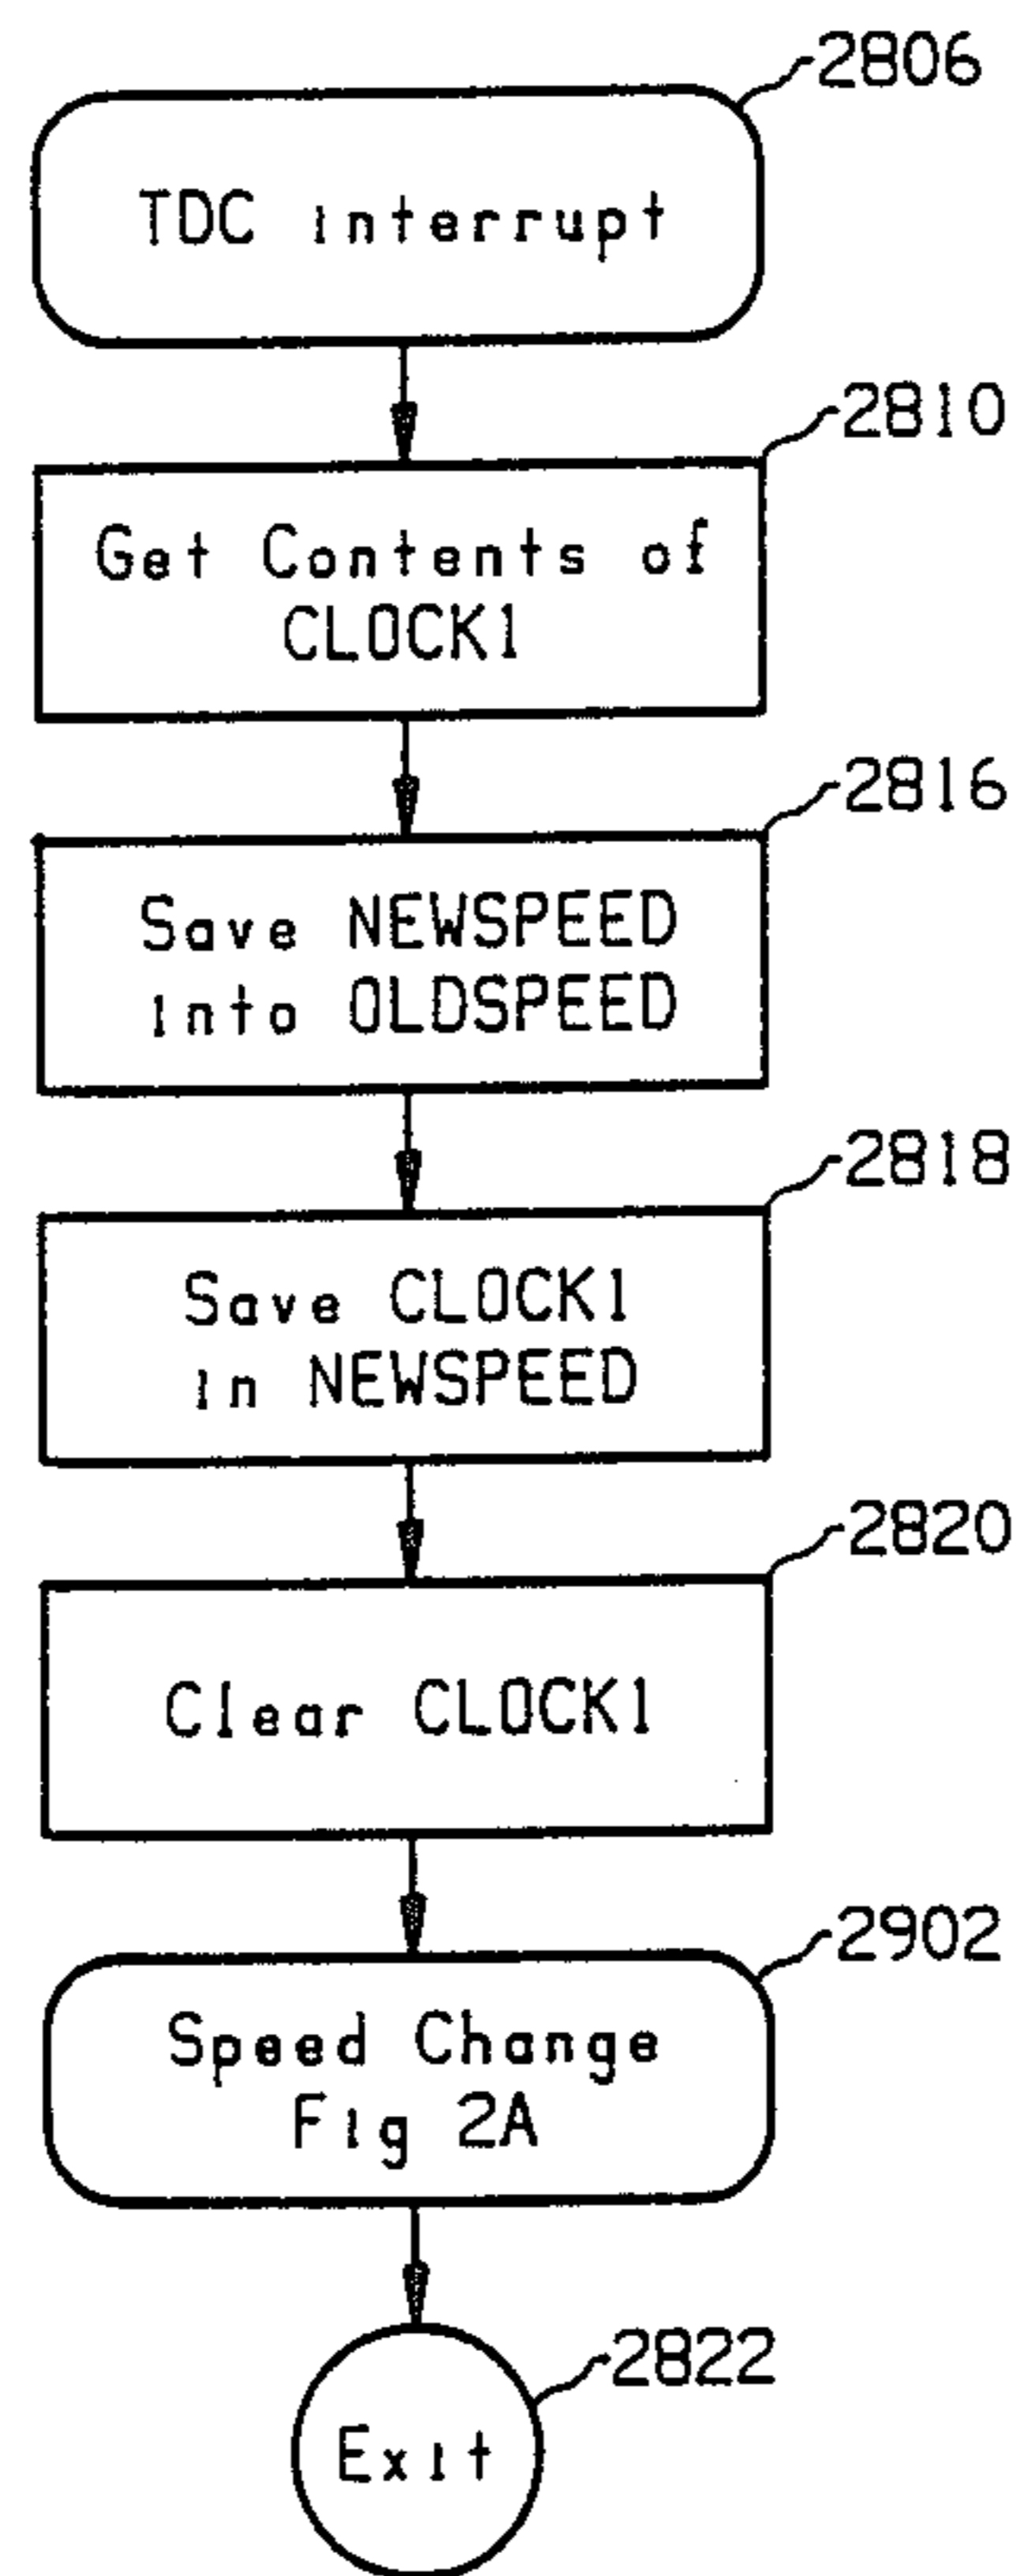 2806
TDC interrupt
2810
Get Contents of
CLOCK1
2816
Save NEWSPEED
into OLDSPEED
2818
Save CLOCK1
in NEWSPEED
2820
Clear CLOCK1
2902
Speed Change
Fig 2A
2822
Exit